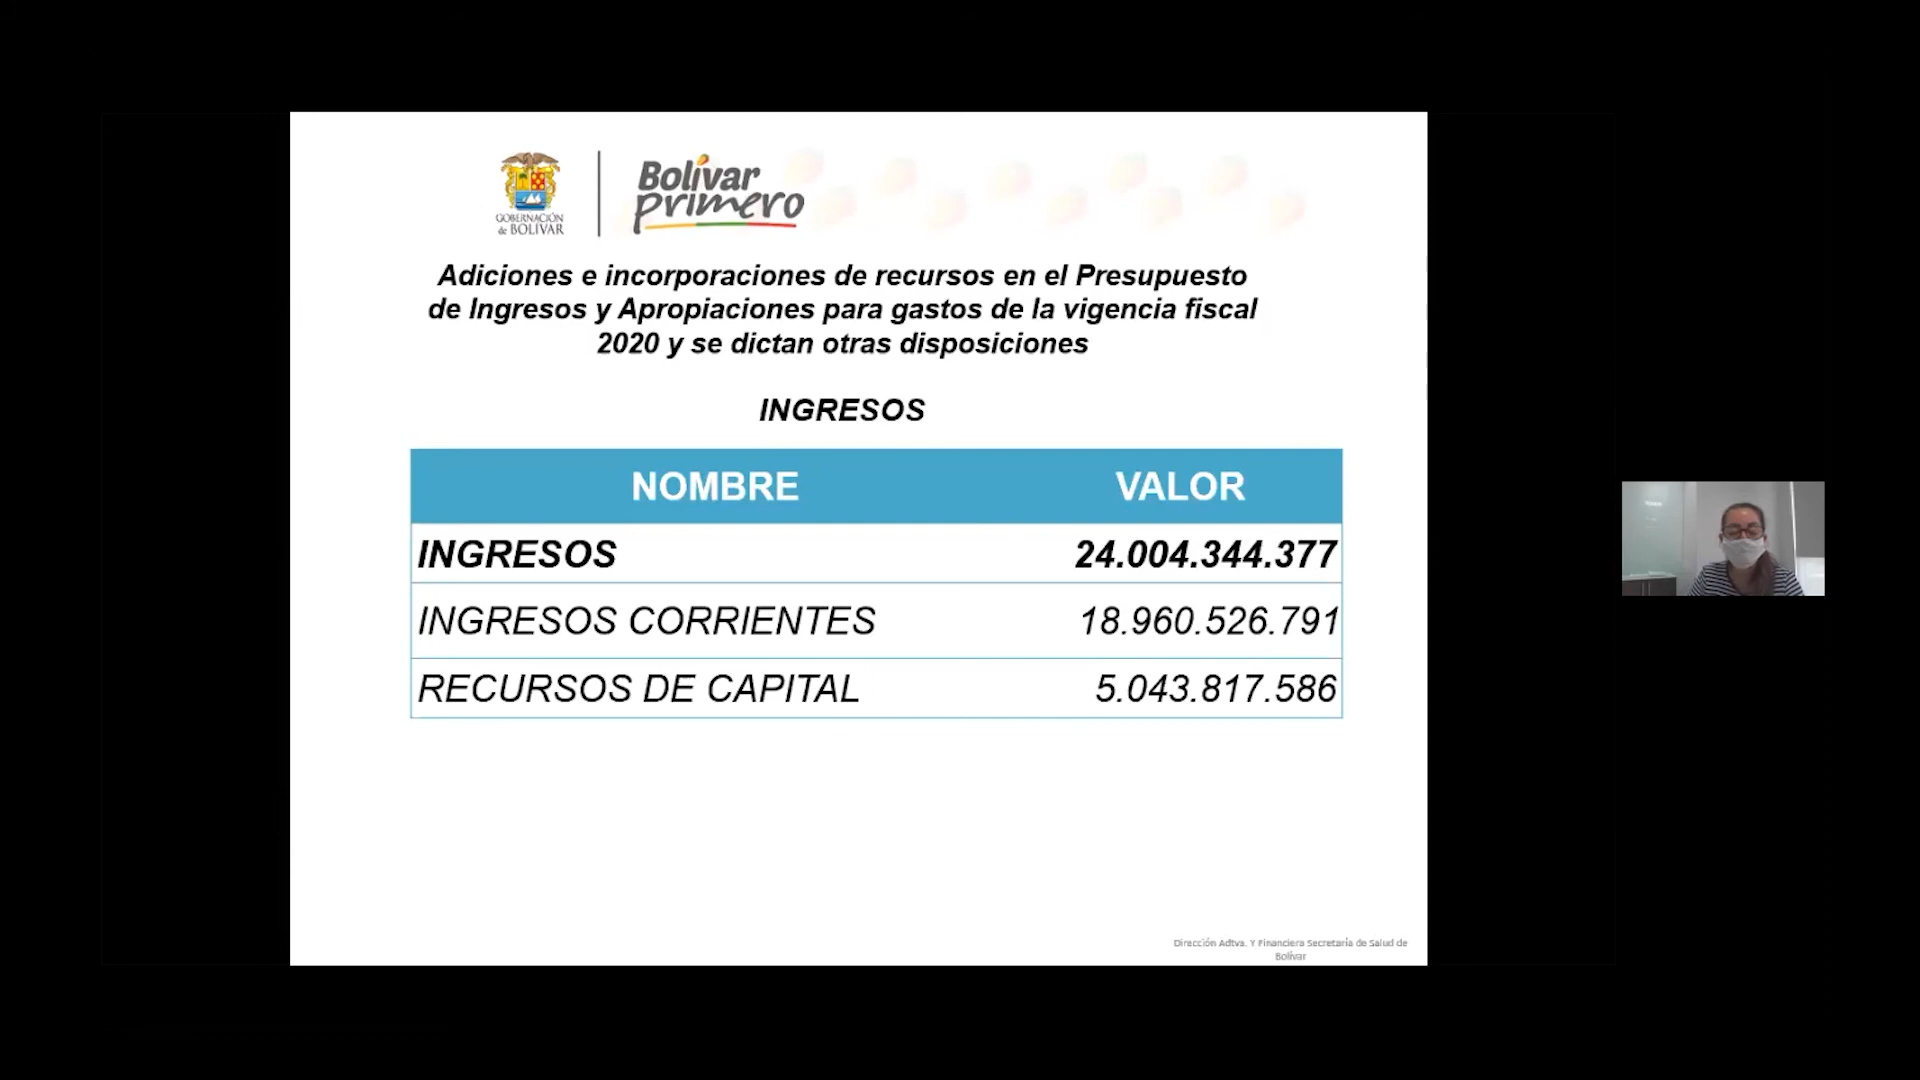 GOBERNACIÓN
de BOLÍVAR
Bolívar
primero
Adiciones e incorporaciones de recursos en el Presupuesto
de Ingresos y Apropiaciones para gastos de la vigencia fiscal
2020 y se dictan otras disposiciones
INGRESOS
NOMBRE VALOR
INGRESOS 24.004.344.377
INGRESOS CORRIENTES 18.960.526.791
RECURSOS DE CAPITAL 5.043.817.586
Dirección Adtva. Y Financiera Secretaría de Salud de
Bolívar